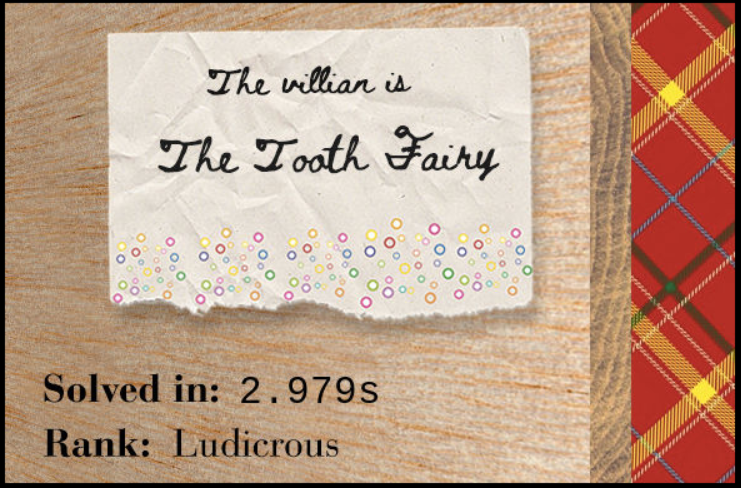 The villian is
The Tooth Fairy
Solved in: 2.979s
Rank: Ludicrous